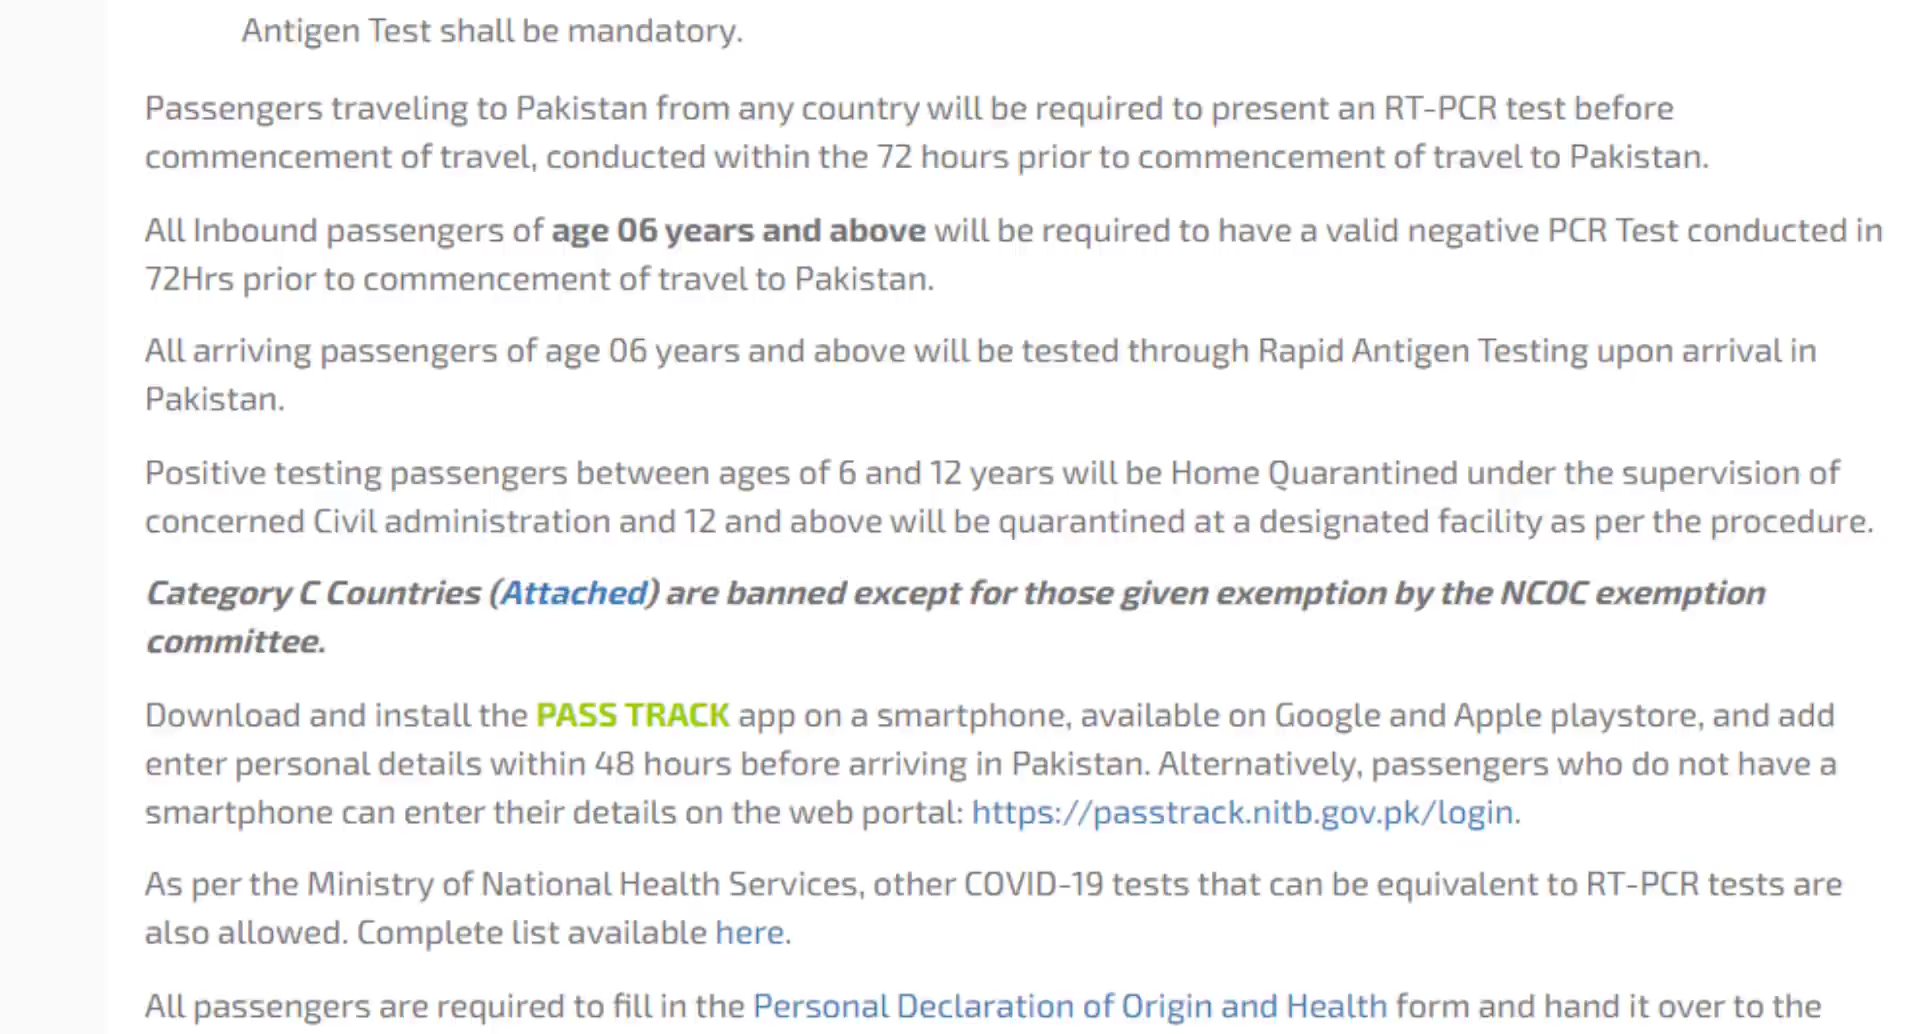 Antigen Test shall be mandatory.
Passengers traveling to Pakistan from any country will be required to present an RT-PCR test before
commencement of travel, conducted within the 72 hours prior to commencement of travel to Pakistan.
All Inbound passengers of age 06 years and above will be required to have a valid negative PCR Test conducted in
72Hrs prior to commencement of travel to Pakistan.
All arriving passengers of age 06 years and above will be tested through Rapid Antigen Testing upon arrival in
Pakistan.
Positive testing passengers between ages of 6 and 12 years will be Home Quarantined under the supervision of
concerned Civil administration and 12 and above will be quarantined at a designated facility as per the procedure.
Category C Countries (Attached) are banned except for those given exemption by the NCOC exemption
committee.
Download and install the PASS TRACK app on a smartphone, available on Google and Apple playstore, and add
enter personal details within 48 hours before arriving in Pakistan. Alternatively, passengers who do not have a
smartphone can enter their details on the web portal: https://passtrack.nitb.gov.pk/login.
As per the Ministry of National Health Services, other COVID-19 tests that can be equivalent to RT-PCR tests are
also allowed. Complete list available here.
All passengers are required to fill in the Personal Declaration of Origin and Health form and hand it over to the